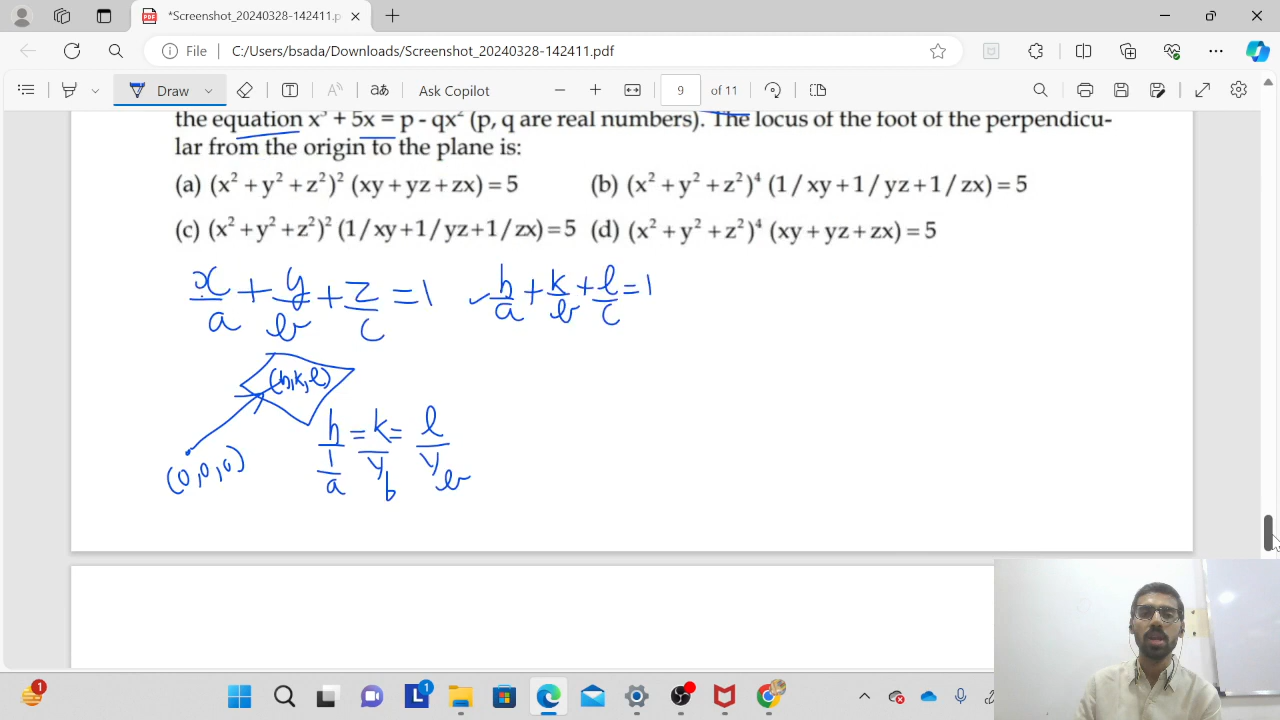 *Screenshot_20240328-142411.p
File C:/Users/bsada/Downloads/Screenshot_20240328-142411.pdf
Draw A) aあ Ask Copilot 9 of 11
the equation x³ + 5x = p - qx² (p, q are real numbers). The locus of the foot of the perpendicu-
lar from the origin to the plane is:
(a) (x² + y² + z²)² (xy + yz + zx) = 5 (b) (x² + y² + z²)⁴ (1/xy+1/yz+1/zx) = 5
(c) (x² + y² + z²)² (1/xy+1/yz+1/zx) = 5 (d) (x² + y² + z²)⁴ (xy + yz + zx) = 5
x/a + y/b + z/c = 1 h/a + k/b + l/c = 1
(h,k,l)
h/(1/a) = k/(1/b) = l/(1/b)
(0,0,0)
1 L 1